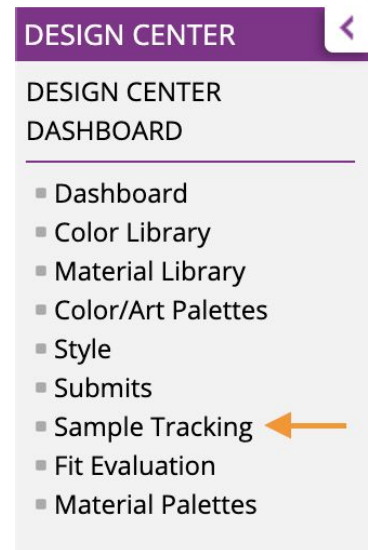 DESIGN CENTER
DESIGN CENTER
DASHBOARD
Dashboard
Color Library
Material Library
Color/Art Palettes
Style
Submits
Sample Tracking
Fit Evaluation
Material Palettes